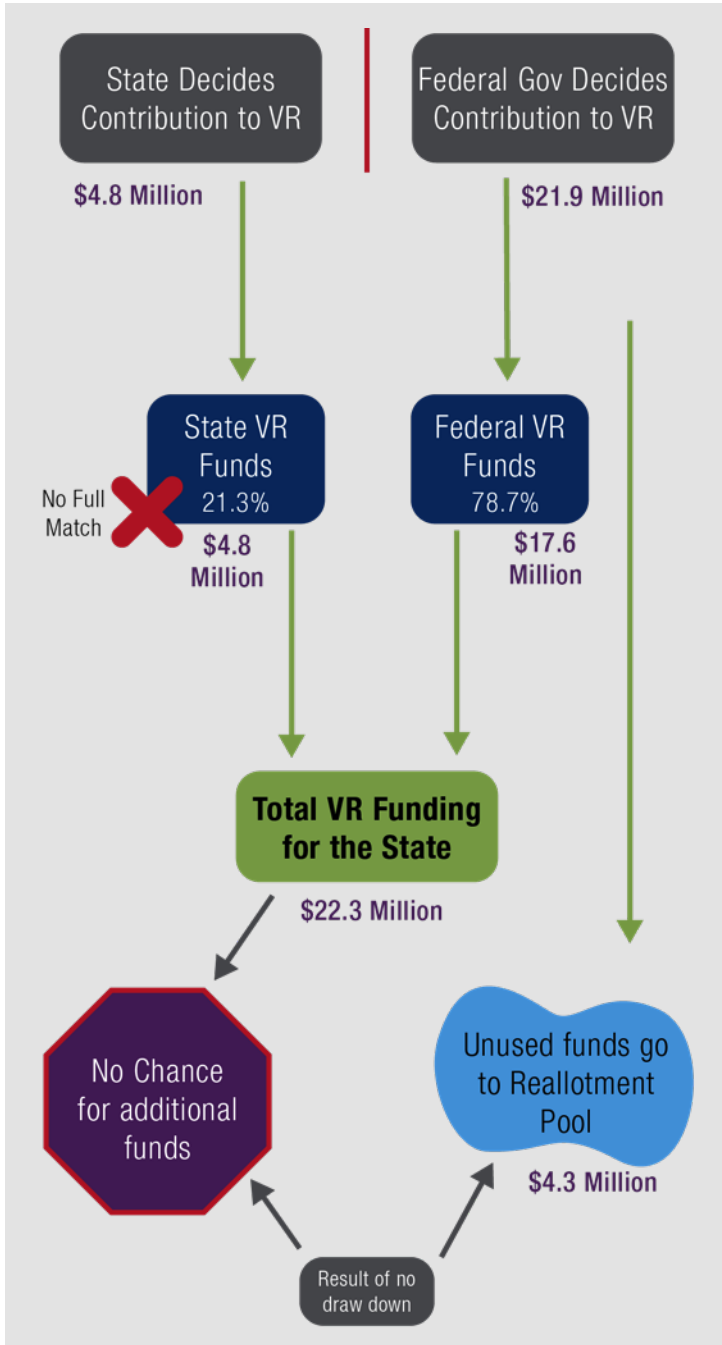 State Decides
Contribution to VR
Federal Gov Decides
Contribution to VR
$4.8 Million
$21.9 Million
State VR
Funds
21.3%
Federal VR
Funds
78.7%
No Full
Match
$4.8
Million
$17.6
Million
Total VR Funding
for the State
$22.3 Million
No Chance
for additional
funds
Unused funds go
to Reallotment
Pool
$4.3 Million
Result of no
draw down